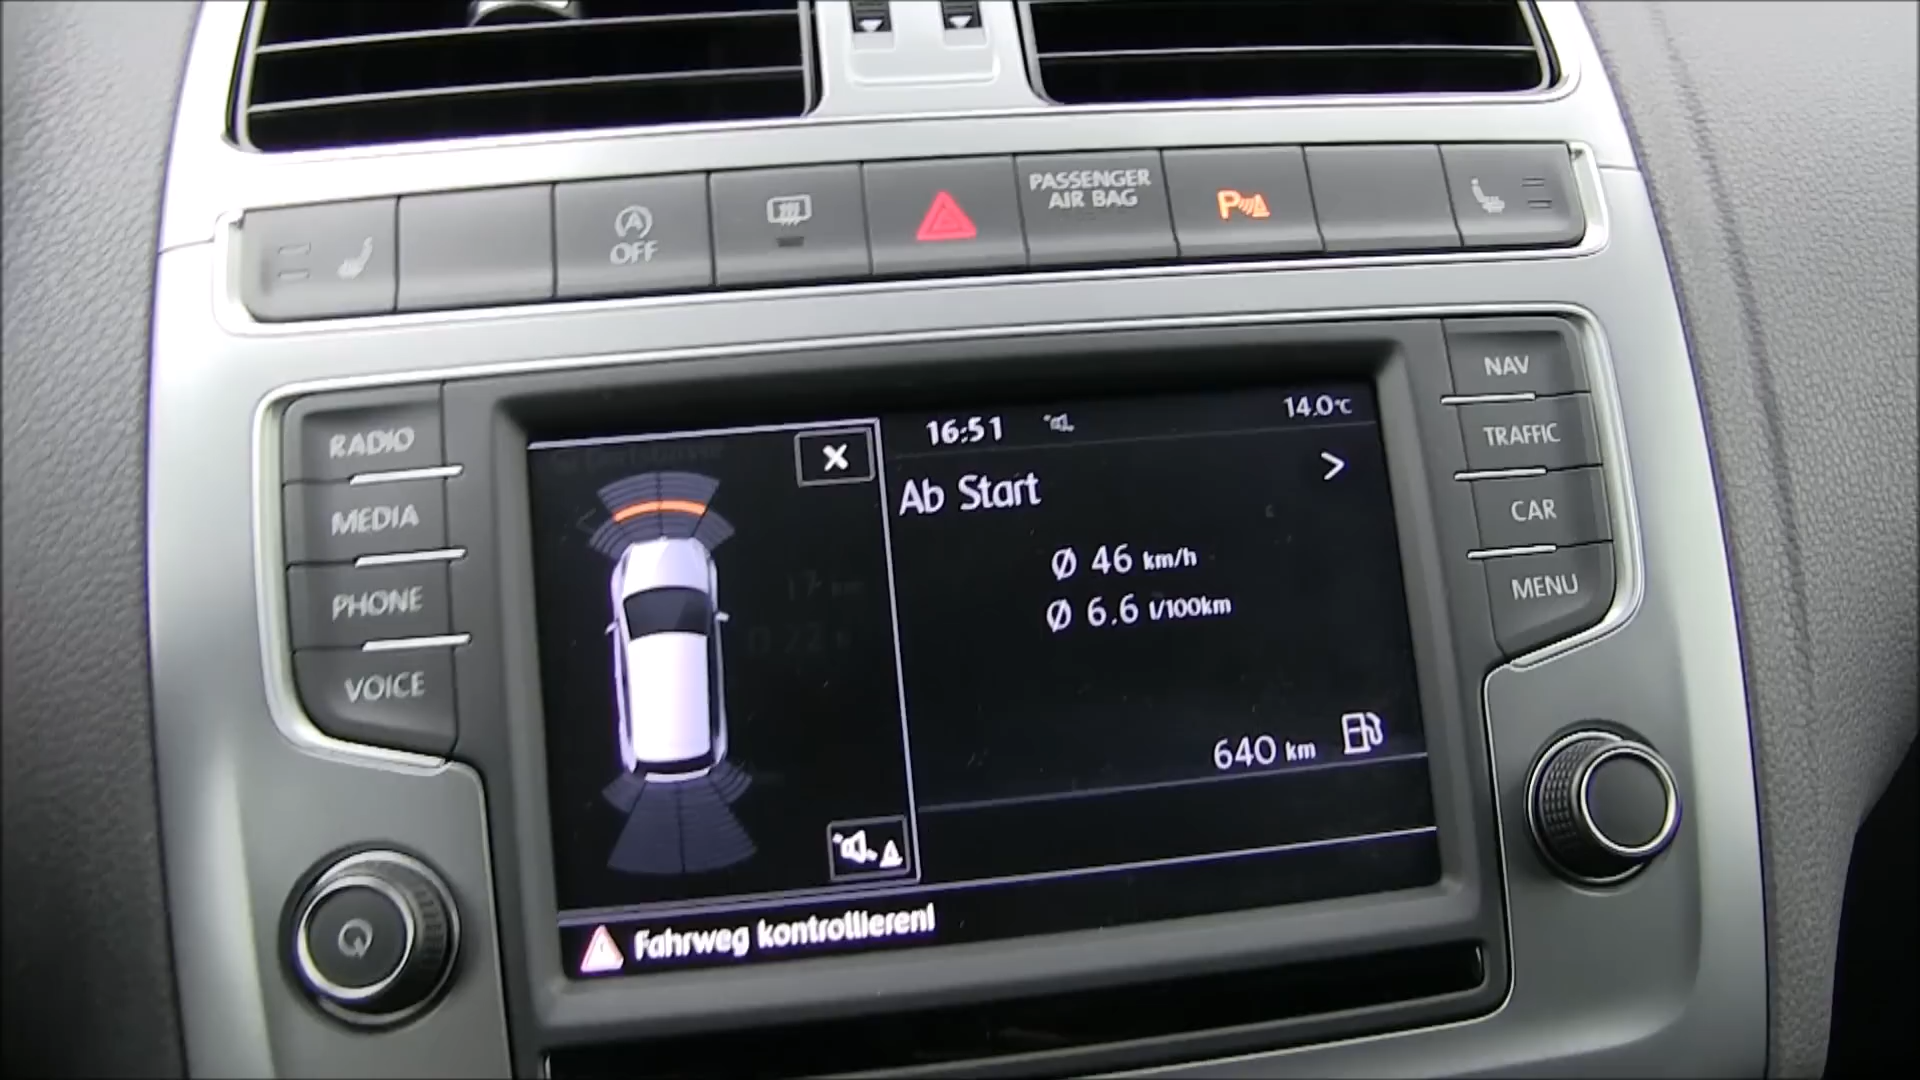 OFF
PASSENGER
AIR BAG
P
RADIO
MEDIA
PHONE
VOICE
NAV
TRAFFIC
CAR
MENU
16:51
14.0°C
Ab Start
Ø 46 km/h
Ø 6.6 l/100km
640 km
Fahrweg kontrollieren!